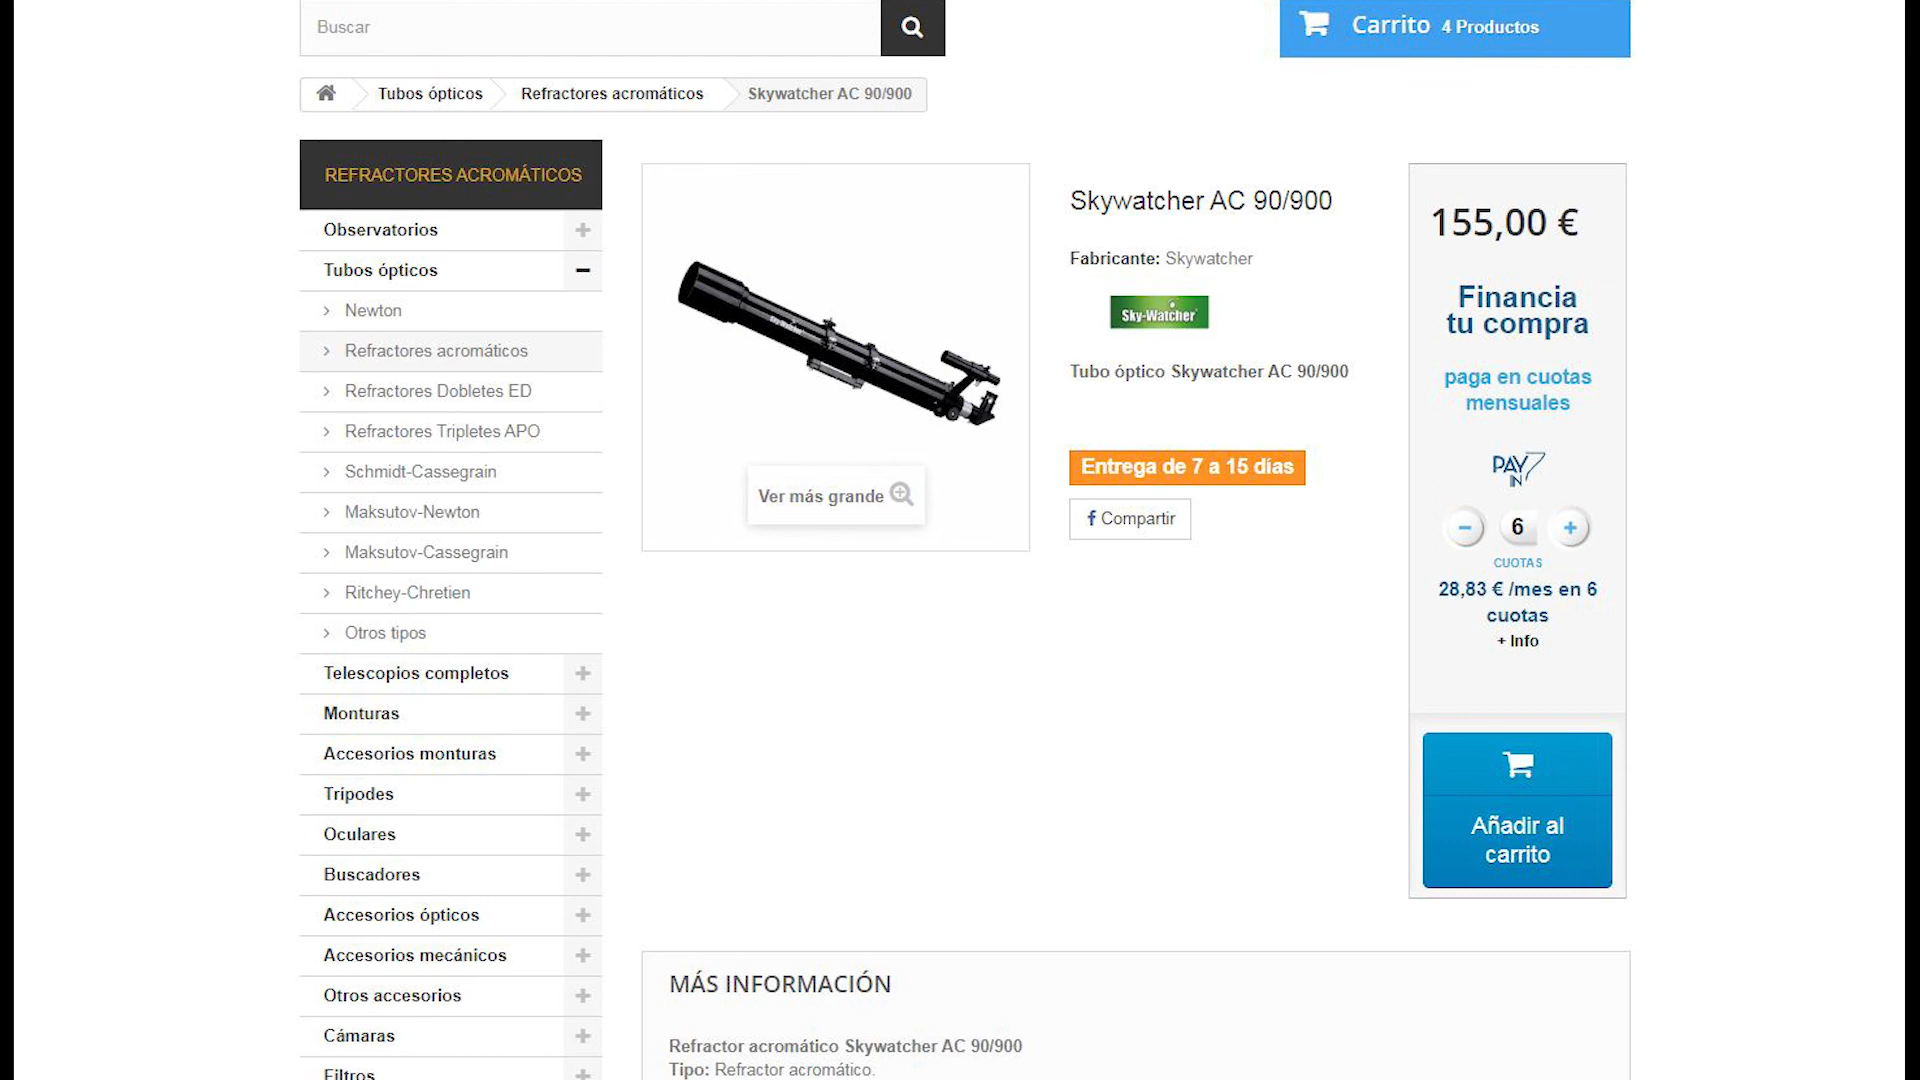 Buscar
Carrito 4 Productos
Tubos ópticos
Refractores acromáticos
Skywatcher AC 90/900
REFRACTORES ACROMÁTICOS
Observatorios
Tubos ópticos
Newton
Refractores acromáticos
Refractores Dobletes ED
Refractores Tripletes APO
Schmidt-Cassegrain
Maksutov-Newton
Maksutov-Cassegrain
Ritchey-Chretien
Otros tipos
Telescopios completos
Monturas
Accesorios monturas
Trípodes
Oculares
Buscadores
Accesorios ópticos
Accesorios mecánicos
Otros accesorios
Cámaras
Filtros
Sky-Watcher
Ver más grande
Skywatcher AC 90/900
Fabricante: Skywatcher
Sky-Watcher
Tubo óptico Skywatcher AC 90/900
Entrega de 7 a 15 días
Compartir
155,00 €
Financia
tu compra
paga en cuotas
mensuales
PAY
IN
7
− 6 +
CUOTAS
28,83 € /mes en 6
cuotas
+ Info
Añadir al
carrito
MÁS INFORMACIÓN
Refractor acromático Skywatcher AC 90/900
Tipo: Refractor acromático.